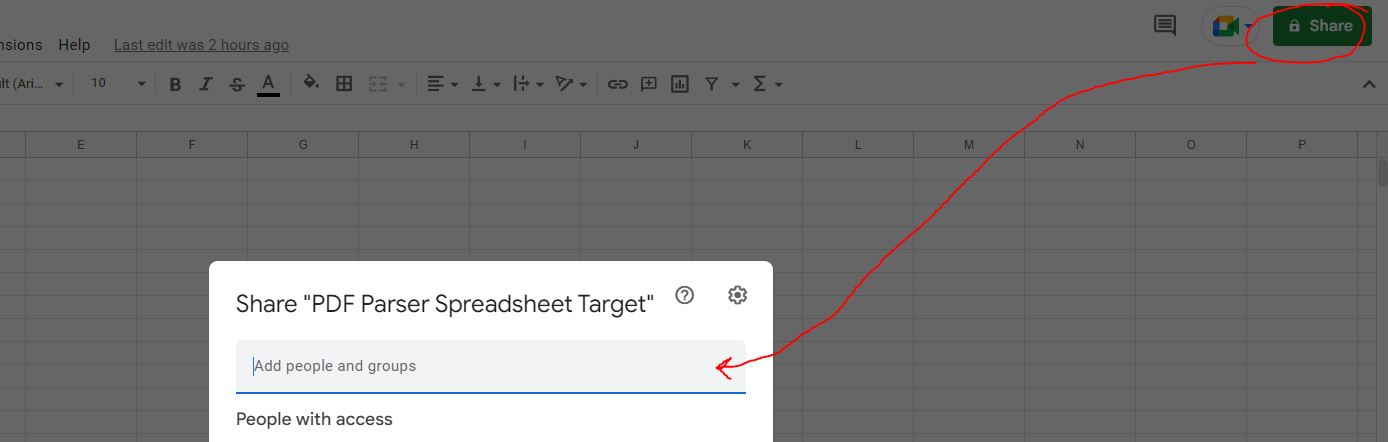 Share
nsions Help Last edit was 2 hours ago
lt (Ari... 10 B I S A
E F G H I J K L M N O P
Share "PDF Parser Spreadsheet Target"
Add people and groups
People with access